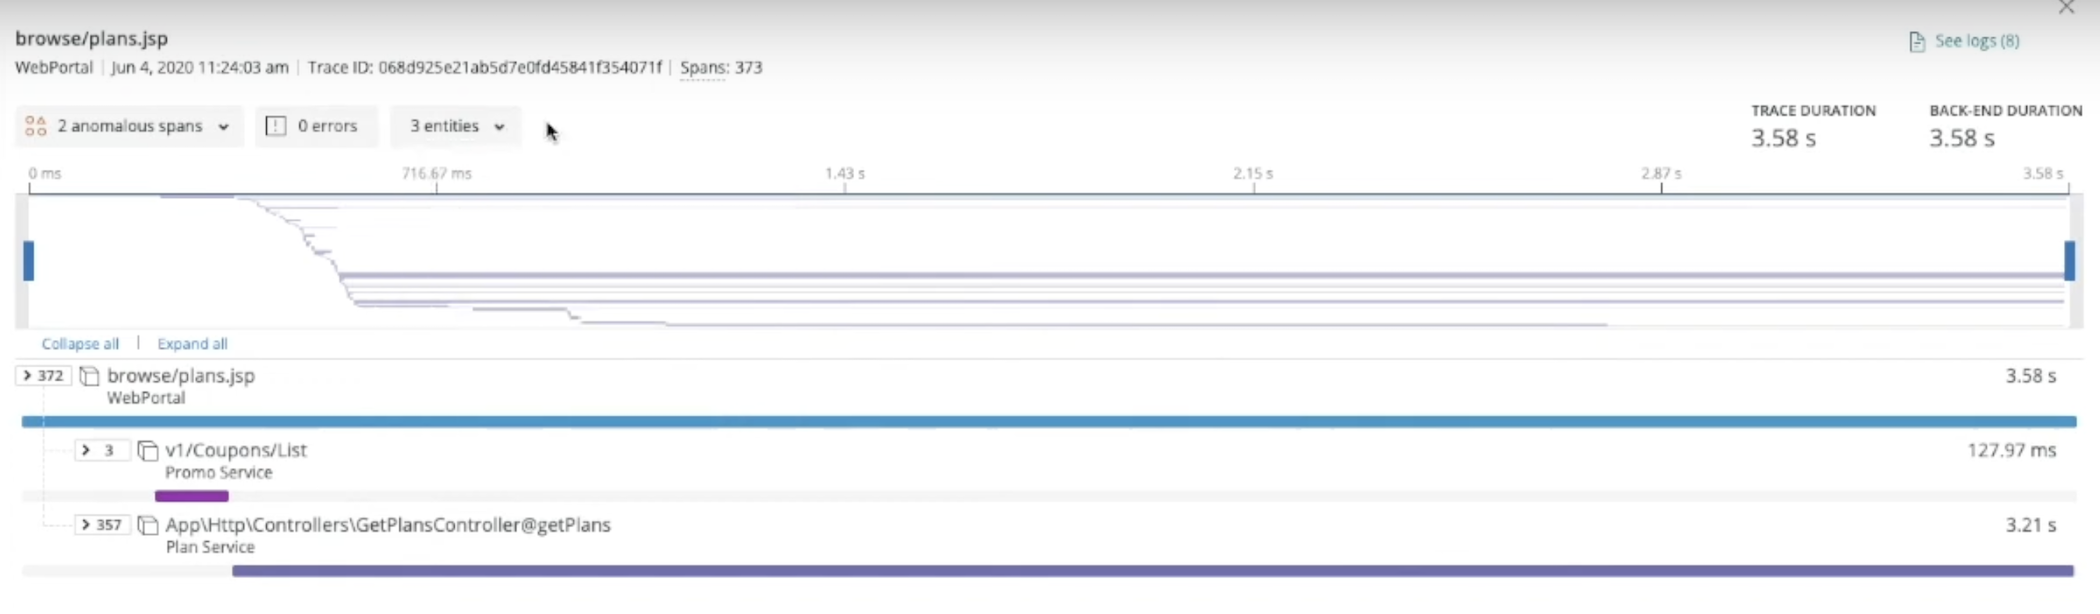 browse/plans.jsp
See logs (8)
WebPortal | Jun 4, 2020 11:24:03 am | Trace ID: 068d925e21ab5d7e0fd45841f354071f | Spans: 373
2 anomalous spans
0 errors
3 entities
TRACE DURATION
3.58 s
BACK-END DURATION
3.58 s
0 ms 716.67 ms 1.43 s 2.15 s 2.87 s 3.58 s
Collapse all | Expand all
372 browse/plans.jsp 3.58 s
WebPortal
3 v1/Coupons/List 127.97 ms
Promo Service
357 App\Http\Controllers\GetPlansController@getPlans 3.21 s
Plan Service